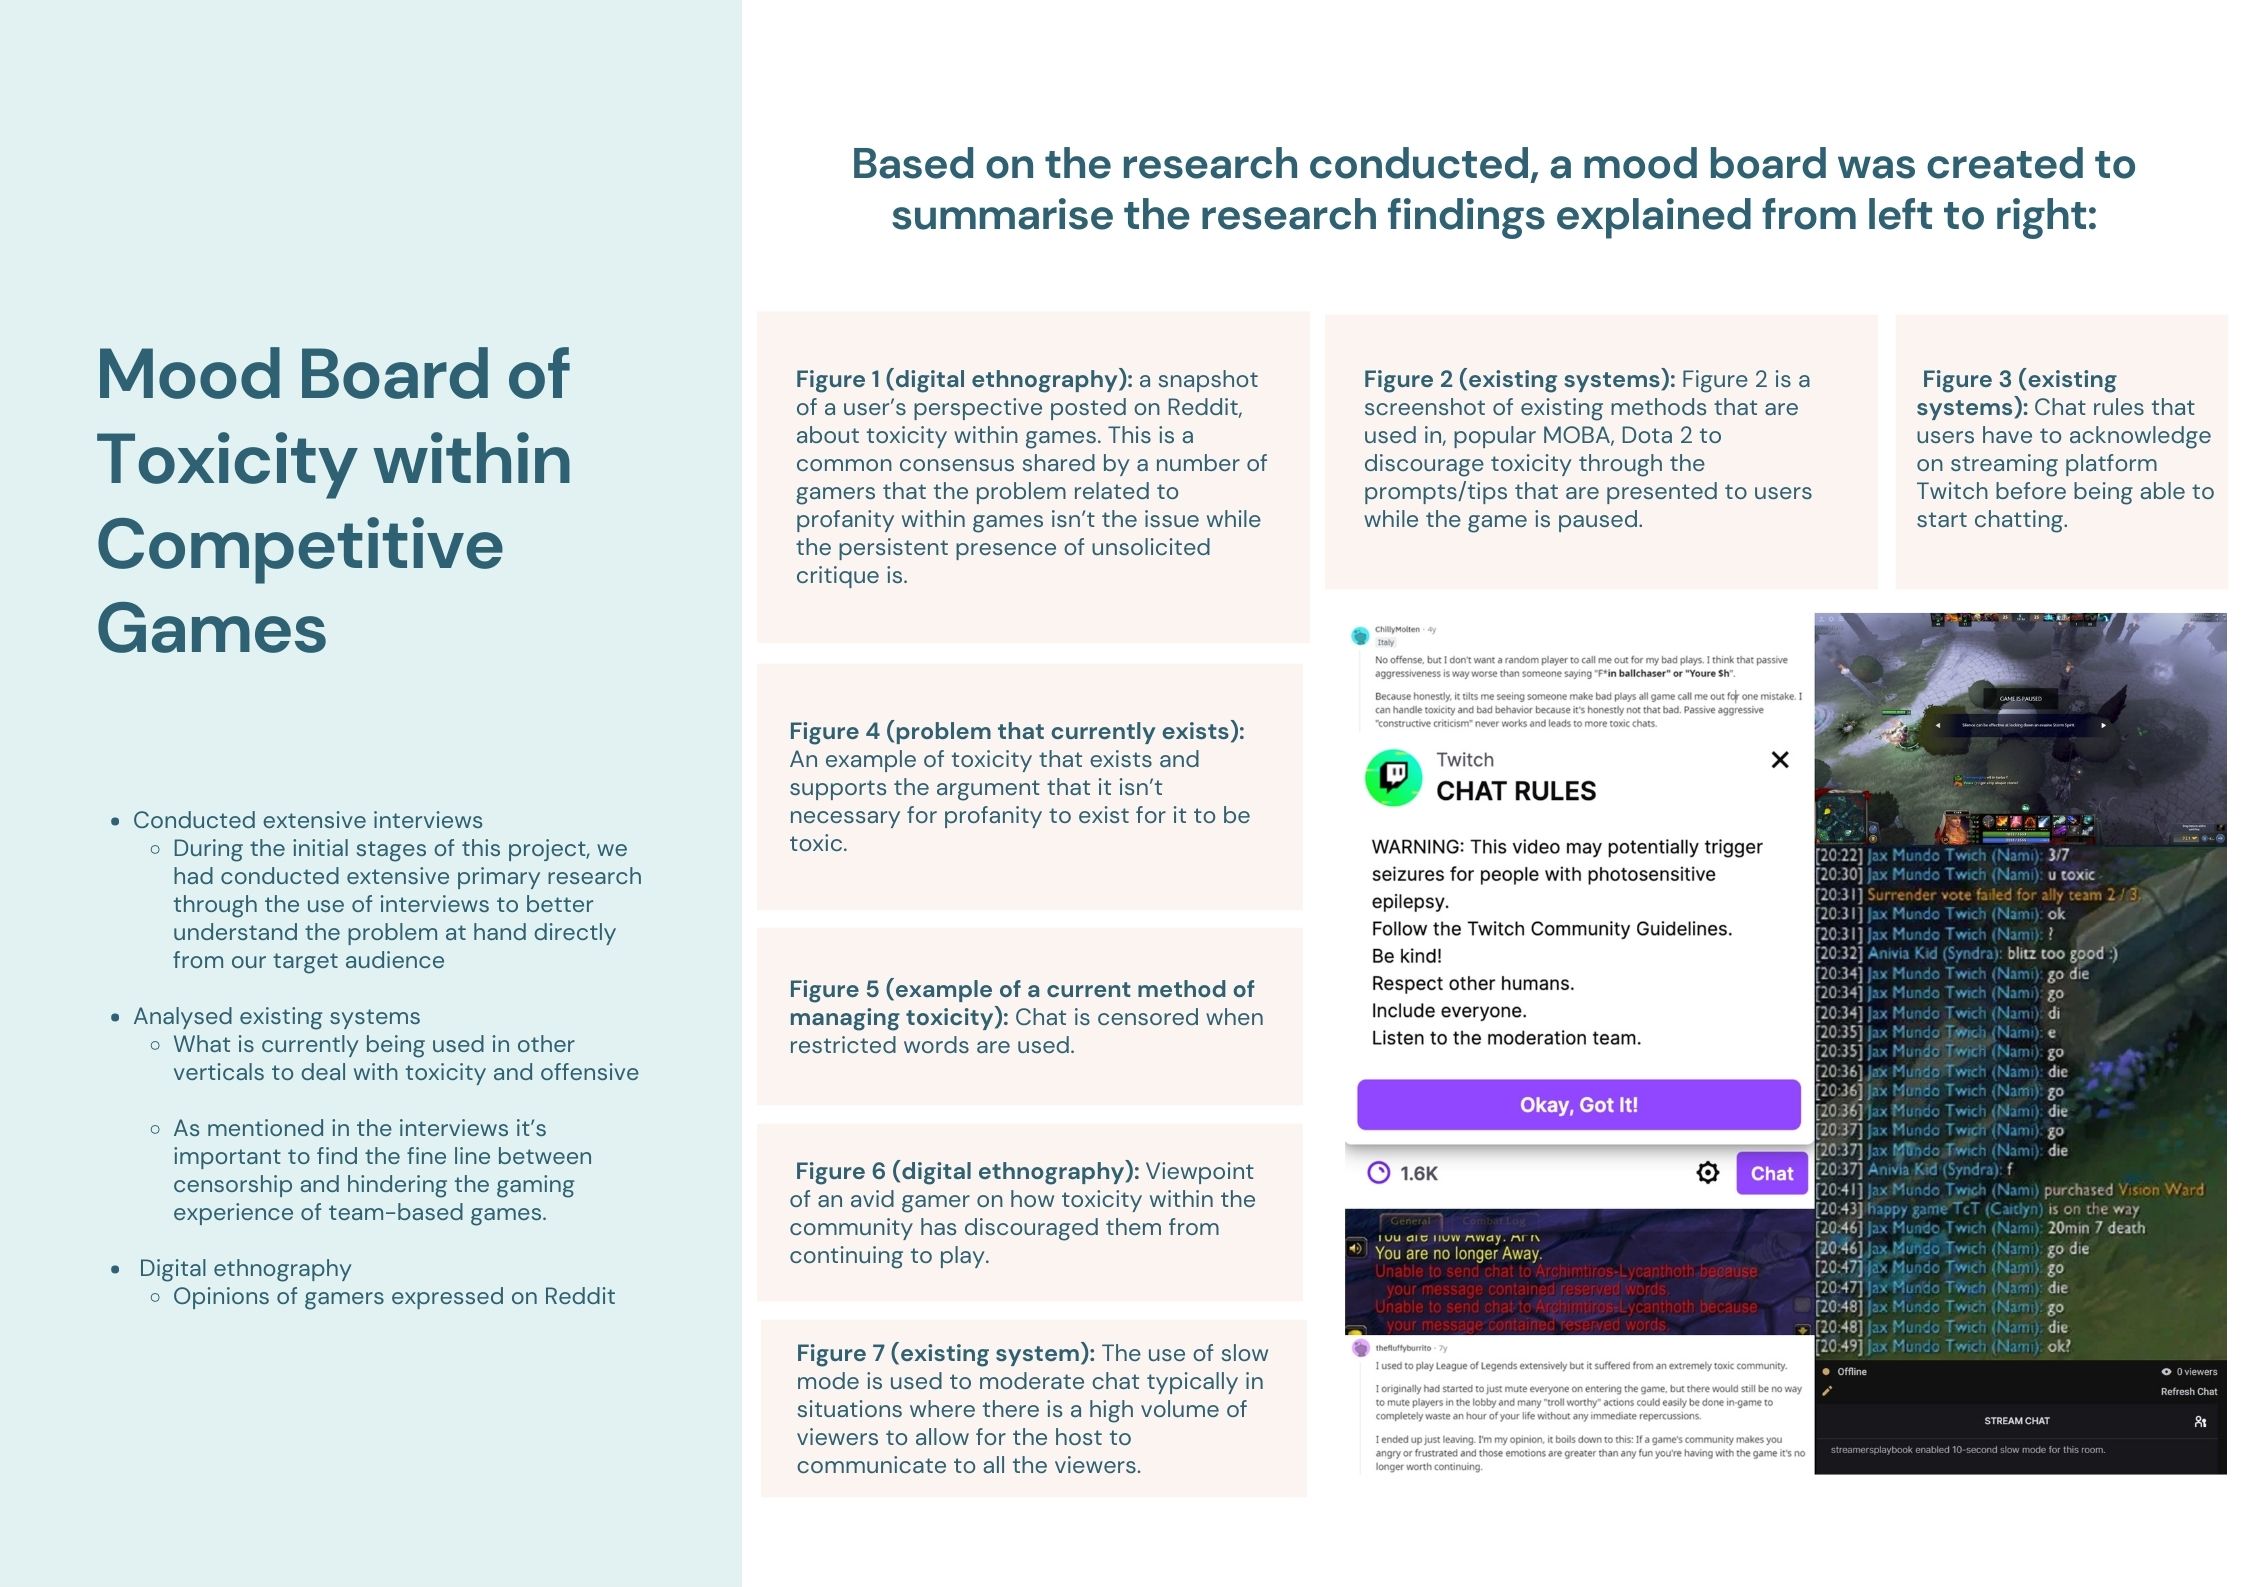 Mood Board of
Toxicity within
Competitive
Games
Conducted extensive interviews
During the initial stages of this project, we
had conducted extensive primary research
through the use of interviews to better
understand the problem at hand directly
from our target audience
Analysed existing systems
What is currently being used in other
verticals to deal with toxicity and offensive
As mentioned in the interviews it's
important to find the fine line between
censorship and hindering the gaming
experience of team-based games.
Digital ethnography
Opinions of gamers expressed on Reddit
Based on the research conducted, a mood board was created to
summarise the research findings explained from left to right:
Figure 1 (digital ethnography): a snapshot
of a user's perspective posted on Reddit,
about toxicity within games. This is a
common consensus shared by a number of
gamers that the problem related to
profanity within games isn't the issue while
the persistent presence of unsolicited
critique is.
Figure 2 (existing systems): Figure 2 is a
screenshot of existing methods that are
used in, popular MOBA, Dota 2 to
discourage toxicity through the
prompts/tips that are presented to users
while the game is paused.
Figure 3 (existing
systems): Chat rules that
users have to acknowledge
on streaming platform
Twitch before being able to
start chatting.
Figure 4 (problem that currently exists):
An example of toxicity that exists and
supports the argument that it isn't
necessary for profanity to exist for it to be
toxic.
Figure 5 (example of a current method of
managing toxicity): Chat is censored when
restricted words are used.
Figure 6 (digital ethnography): Viewpoint
of an avid gamer on how toxicity within the
community has discouraged them from
continuing to play.
Figure 7 (existing system): The use of slow
mode is used to moderate chat typically in
situations where there is a high volume of
viewers to allow for the host to
communicate to all the viewers.
ChillyMolten · 4y
Italy
No offense, but I don't want a random player to call me out for my bad plays. I think that passive
aggressiveness is way worse than someone saying "F*in ballchaser" or "Youre $h".
Because honestly, it tilts me seeing someone make bad plays all game call me out for one mistake. I
can handle toxicity and bad behavior because it's honestly not that bad. Passive aggressive
"constructive criticism" never works and leads to more toxic chats.
Twitch
CHAT RULES
WARNING: This video may potentially trigger
seizures for people with photosensitive
epilepsy.
Follow the Twitch Community Guidelines.
Be kind!
Respect other humans.
Include everyone.
Listen to the moderation team.
Okay, Got It!
1.6K
Chat
General
Combat Log
You are now Away: AFK
You are no longer Away.
Unable to send chat to Archimtiros-Lycanthoth because
your message contained reserved words.
Unable to send chat to Archimtiros-Lycanthoth because
your message contained reserved words.
thefluffyburrito · 7y
I used to play League of Legends extensively but it suffered from an extremely toxic community.
I originally had started to just mute everyone on entering the game, but there would still be no way
to mute players in the lobby and many "troll worthy" actions could easily be done in-game to
completely waste an hour of your life without any immediate repercussions.
I ended up just leaving. I'm my opinion, it boils down to this: If a game's community makes you
angry or frustrated and those emotions are greater than any fun you're having with the game it's no
longer worth continuing.
GAME IS PAUSED
Silence can be effective at locking down an evasive Storm Spirit
[20:22] Jax Mundo Twich (Nami): 3/7
[20:30] Jax Mundo Twich (Nami): u toxic
[20:31] Surrender vote failed for ally team 2 / 3.
[20:31] Jax Mundo Twich (Nami): ok
[20:31] Jax Mundo Twich (Nami): ?
[20:32] Anivia Kid (Syndra): blitz too good :)
[20:34] Jax Mundo Twich (Nami): go die
[20:34] Jax Mundo Twich (Nami): go
[20:34] Jax Mundo Twich (Nami): di
[20:35] Jax Mundo Twich (Nami): e
[20:35] Jax Mundo Twich (Nami): go
[20:36] Jax Mundo Twich (Nami): die
[20:36] Jax Mundo Twich (Nami): go
[20:36] Jax Mundo Twich (Nami): die
[20:37] Jax Mundo Twich (Nami): go
[20:37] Jax Mundo Twich (Nami): die
[20:37] Anivia Kid (Syndra): f
[20:41] Jax Mundo Twich (Nami) purchased Vision Ward
[20:43] happy game TcT (Caitlyn) is on the way
[20:46] Jax Mundo Twich (Nami): 20min 7 death
[20:46] Jax Mundo Twich (Nami): go die
[20:47] Jax Mundo Twich (Nami): go
[20:47] Jax Mundo Twich (Nami): die
[20:48] Jax Mundo Twich (Nami): go
[20:48] Jax Mundo Twich (Nami): die
[20:49] Jax Mundo Twich (Nami): ok?
Offline
0 viewers
Refresh Chat
STREAM CHAT
streamersplaybook enabled 10-second slow mode for this room.